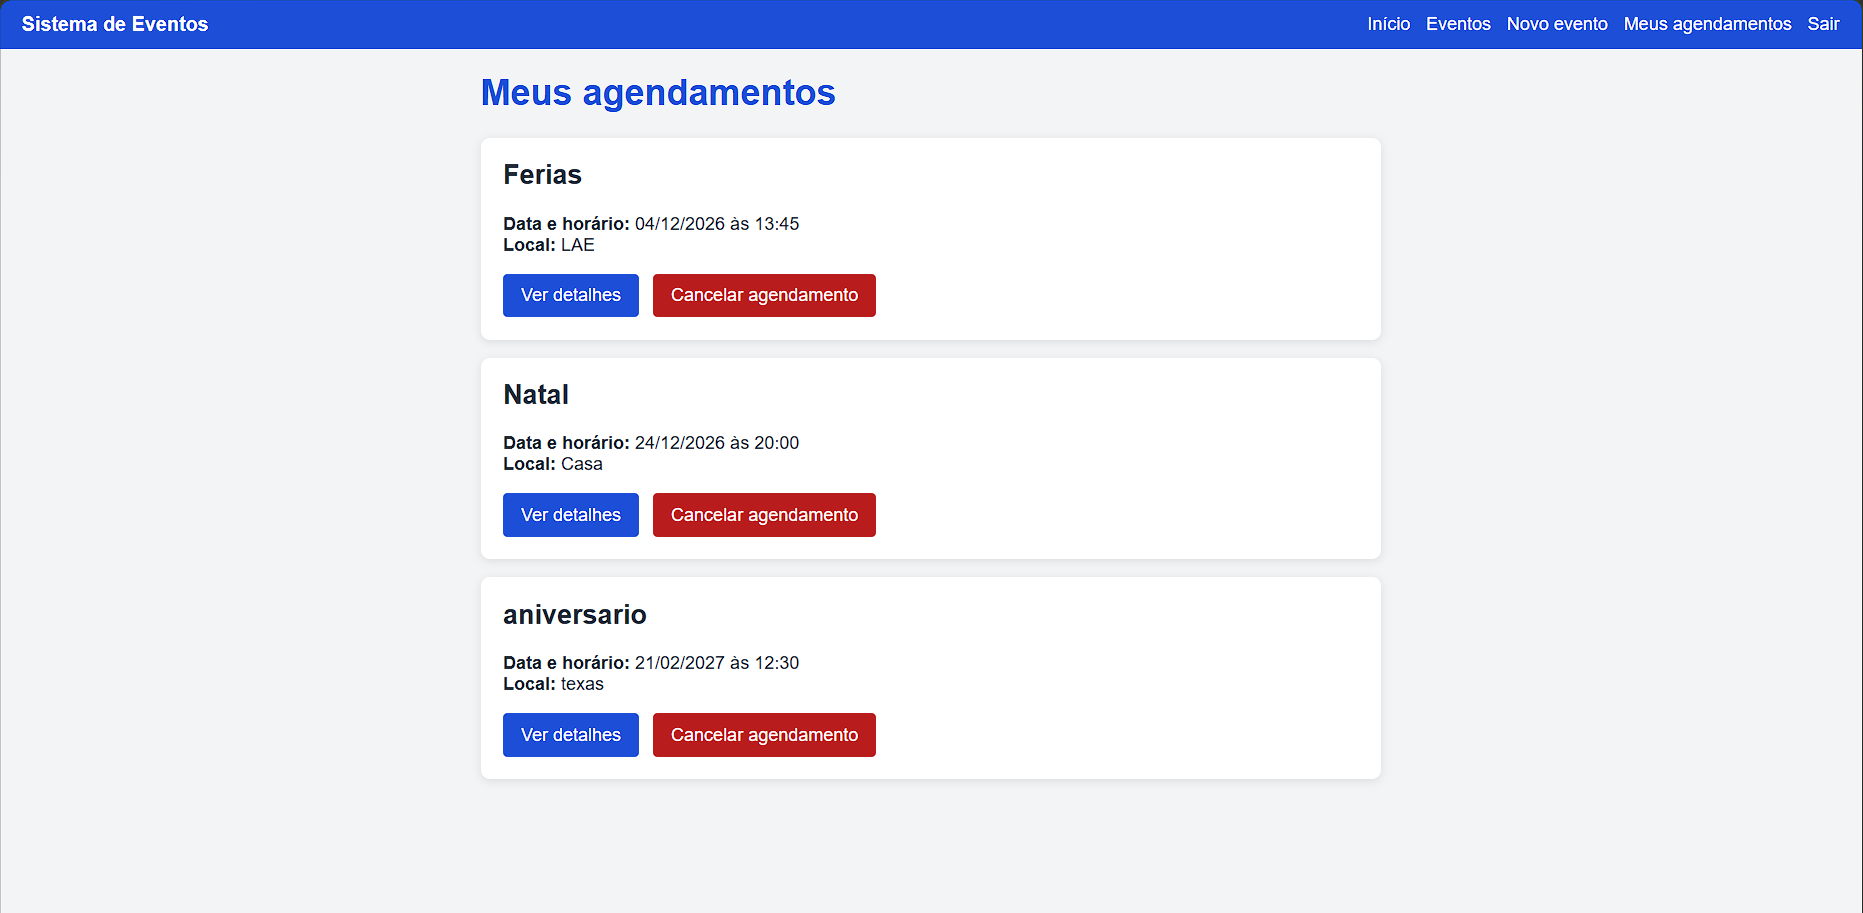 Sistema de Eventos
Início Eventos Novo evento Meus agendamentos Sair
Meus agendamentos
Ferias
Data e horário: 04/12/2026 às 13:45
Local: LAE
Ver detalhes Cancelar agendamento
Natal
Data e horário: 24/12/2026 às 20:00
Local: Casa
Ver detalhes Cancelar agendamento
aniversario
Data e horário: 21/02/2027 às 12:30
Local: texas
Ver detalhes Cancelar agendamento